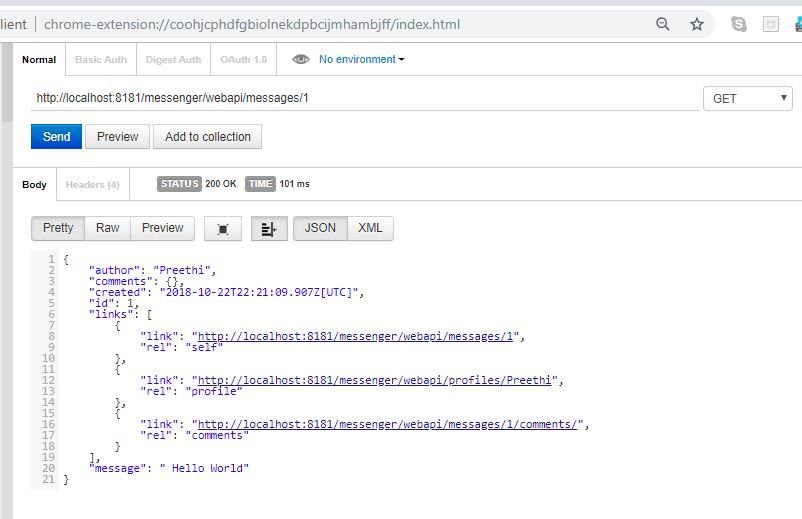 lient chrome-extension://coohjcphdfgbiolnekdpbcijmhambjff/index.html
Normal Basic Auth Digest Auth OAuth 1.0 No environment
http://localhost:8181/messenger/webapi/messages/1 GET
Send Preview Add to collection
Body Headers (4) STATUS 200 OK TIME 101 ms
Pretty Raw Preview JSON XML
1 {
2 "author": "Preethi",
3 "comments": {},
4 "created": "2018-10-22T22:21:09.907Z[UTC]",
5 "id": 1,
6 "links": [
7 {
8 "link": "http://localhost:8181/messenger/webapi/messages/1",
9 "rel": "self"
10 },
11 {
12 "link": "http://localhost:8181/messenger/webapi/profiles/Preethi",
13 "rel": "profile"
14 },
15 {
16 "link": "http://localhost:8181/messenger/webapi/messages/1/comments/",
17 "rel": "comments"
18 }
19 ],
20 "message": " Hello World"
21 }